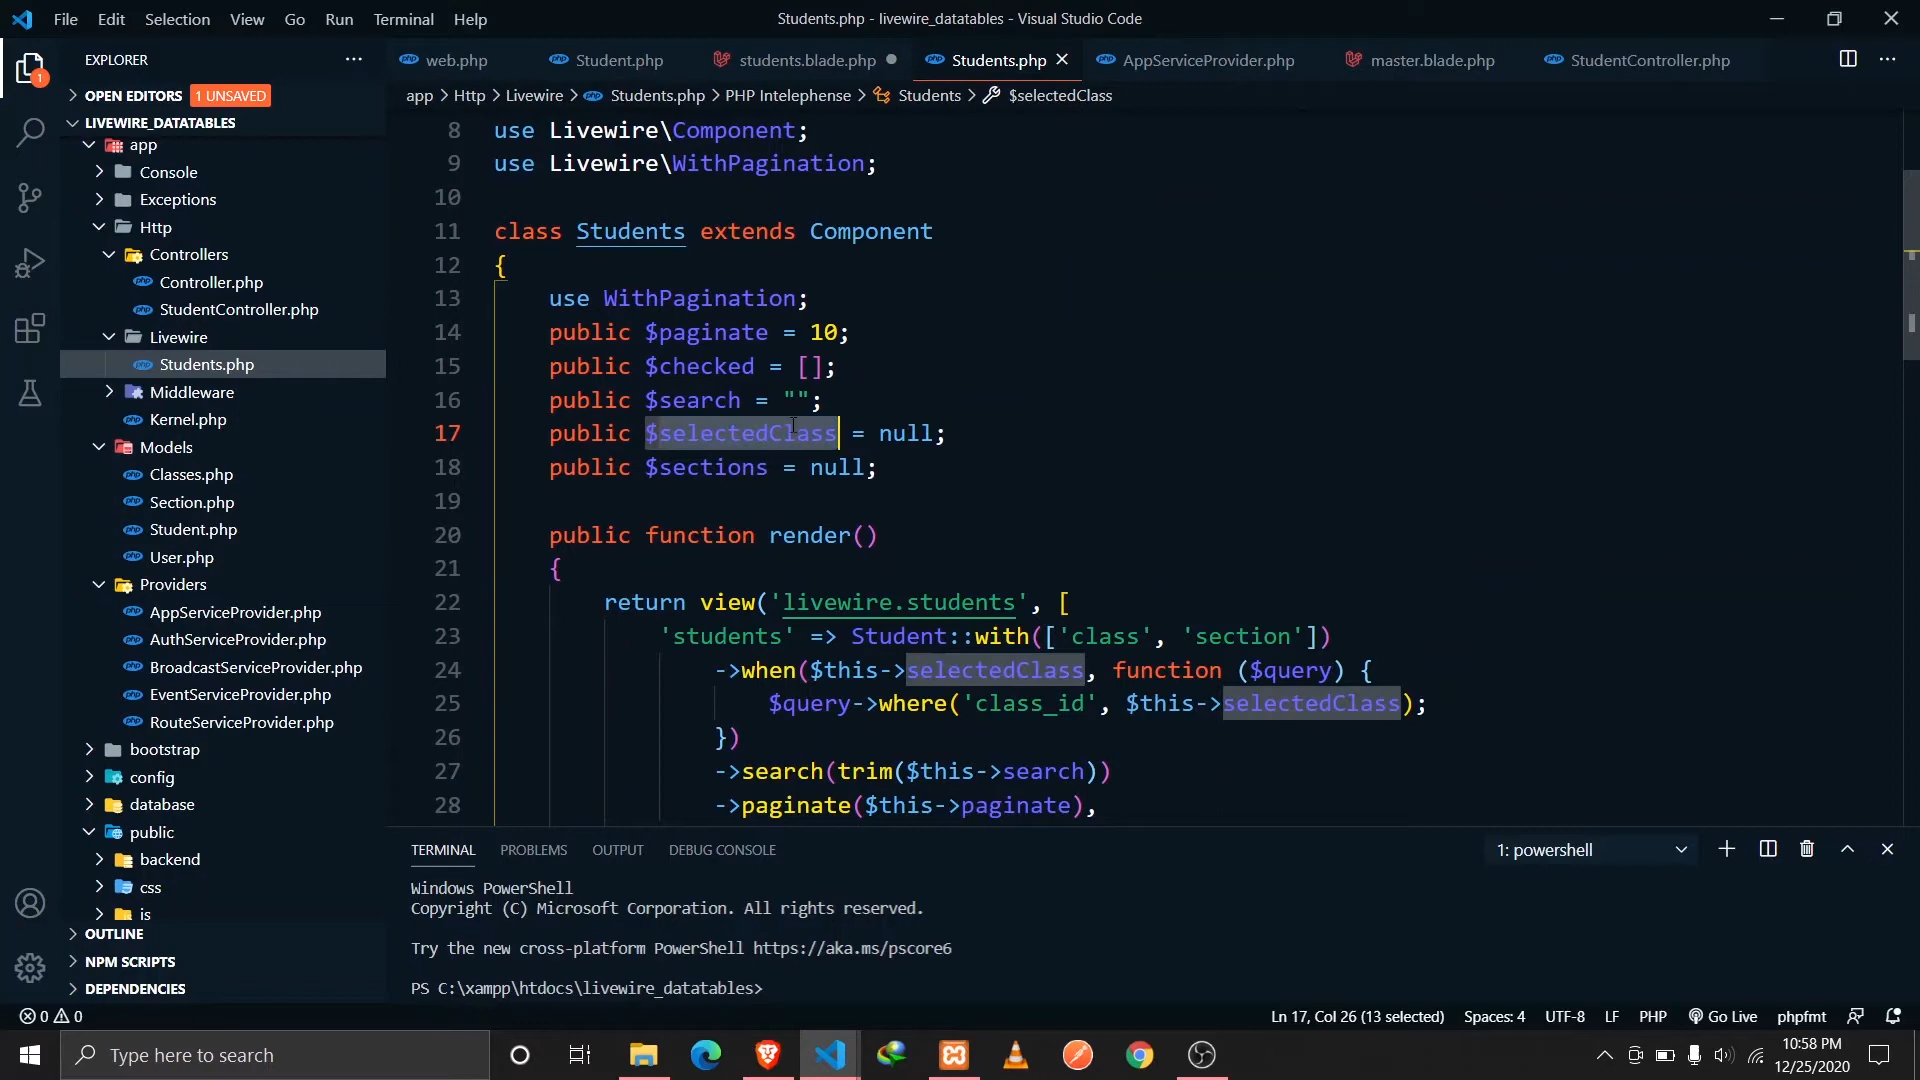 File Edit Selection View Go Run Terminal Help
Students.php - livewire_datatables - Visual Studio Code
EXPLORER
web.php Student.php students.blade.php Students.php AppServiceProvider.php master.blade.php StudentController.php
1
OPEN EDITORS 1 UNSAVED
app > Http > Livewire > Students.php > PHP Intelephense > Students > $selectedClass
LIVEWIRE_DATATABLES
app
Console
Exceptions
Http
Controllers
Controller.php
StudentController.php
Livewire
Students.php
Middleware
Kernel.php
Models
Classes.php
Section.php
Student.php
User.php
Providers
AppServiceProvider.php
AuthServiceProvider.php
BroadcastServiceProvider.php
EventServiceProvider.php
RouteServiceProvider.php
bootstrap
config
database
public
backend
css
js
OUTLINE
NPM SCRIPTS
DEPENDENCIES
8 use Livewire\Component;
9 use Livewire\WithPagination;
10
11 class Students extends Component
12 {
13 use WithPagination;
14 public $paginate = 10;
15 public $checked = [];
16 public $search = "";
17 public $selectedClass = null;
18 public $sections = null;
19
20 public function render()
21 {
22 return view('livewire.students', [
23 'students' => Student::with(['class', 'section'])
24 ->when($this->selectedClass, function ($query) {
25 $query->where('class_id', $this->selectedClass);
26 })
27 ->search(trim($this->search))
28 ->paginate($this->paginate),
TERMINAL PROBLEMS OUTPUT DEBUG CONSOLE 1: powershell
Windows PowerShell
Copyright (C) Microsoft Corporation. All rights reserved.
Try the new cross-platform PowerShell https://aka.ms/pscore6
PS C:\xampp\htdocs\livewire_datatables>
0 0 Ln 17, Col 26 (13 selected) Spaces: 4 UTF-8 LF PHP Go Live phpfmt
Type here to search
10:58 PM
12/25/2020